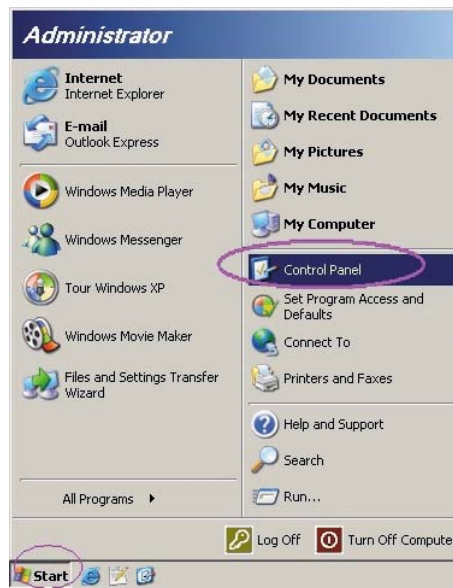 Administrator
Internet
Internet Explorer
E-mail
Outlook Express
Windows Media Player
Windows Messenger
Tour Windows XP
Windows Movie Maker
Files and Settings Transfer
Wizard
All Programs
My Documents
My Recent Documents
My Pictures
My Music
My Computer
Control Panel
Set Program Access and
Defaults
Connect To
Printers and Faxes
Help and Support
Search
Run...
Log Off
Turn Off Compute
Start